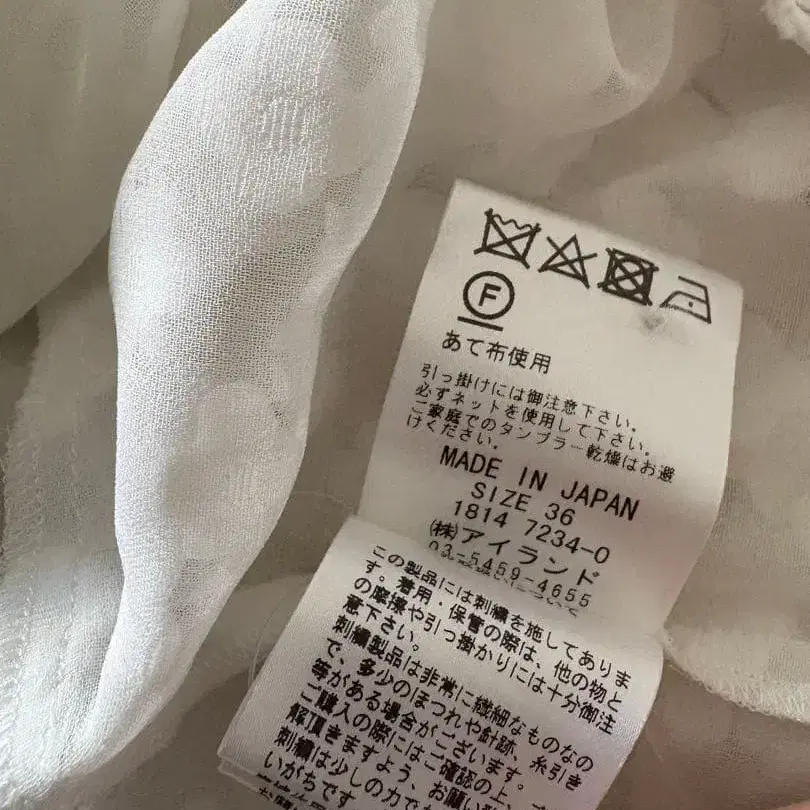 F
あて布使用
引っ掛けには御注意下さい。
必ずネットを使用して下さい。
ご家庭でのタンブラー乾燥はお避
けください。
MADE IN JAPAN
SIZE 36
1814 7234-0
㈱アイランド
03-5459-4655
この製品には刺繍を施してありま
す。着用・保管の際は、他の物と
の摩擦や引っ掛かりには十分御注
意下さい。
刺繍製品は非常に繊細なものなの
で、多少のほつれや針跡、糸引き
等がある場合がございます。
ご購入の際にはご確認の上、
解頂きますよう、お願い
刺繍は少しの力で
いがちです